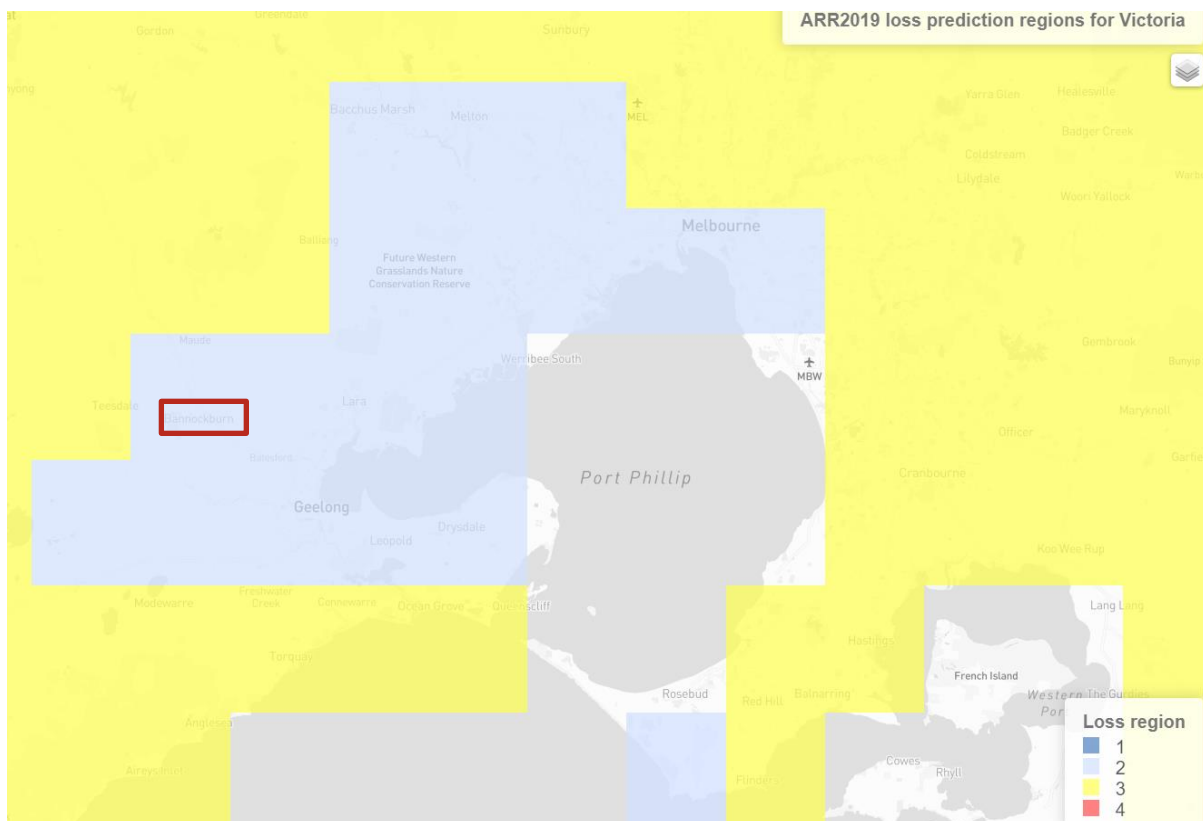 ARR2019 loss prediction regions for Victoria
Greendale
Gordon
Sunbury
Bacchus Marsh
Melton
MEL
Yarra Glen
Healesville
Badger Creek
Coldstream
Lilydale
Woori Yallock
Melbourne
Balliang
Future Western
Grasslands Nature
Conservation Reserve
Maude
Werribee South
MBW
Gembrook
Bunyip
Teesdale
Bannockburn
Lara
Maryknoll
Officer
Batesford
Cranbourne
Port Phillip
Geelong
Drysdale
Leopold
Koo Wee Rup
Modewarre
Freshwater
Creek
Connewarre
Ocean Grove
Queenscliff
Lang Lang
Hastings
Torquay
French Island
Rosebud
Red Hill
Balnarring
Western
Port
The Gurdies
Anglesea
Aireys Inlet
Flinders
Cowes
Rhyll
Loss region
1
2
3
4